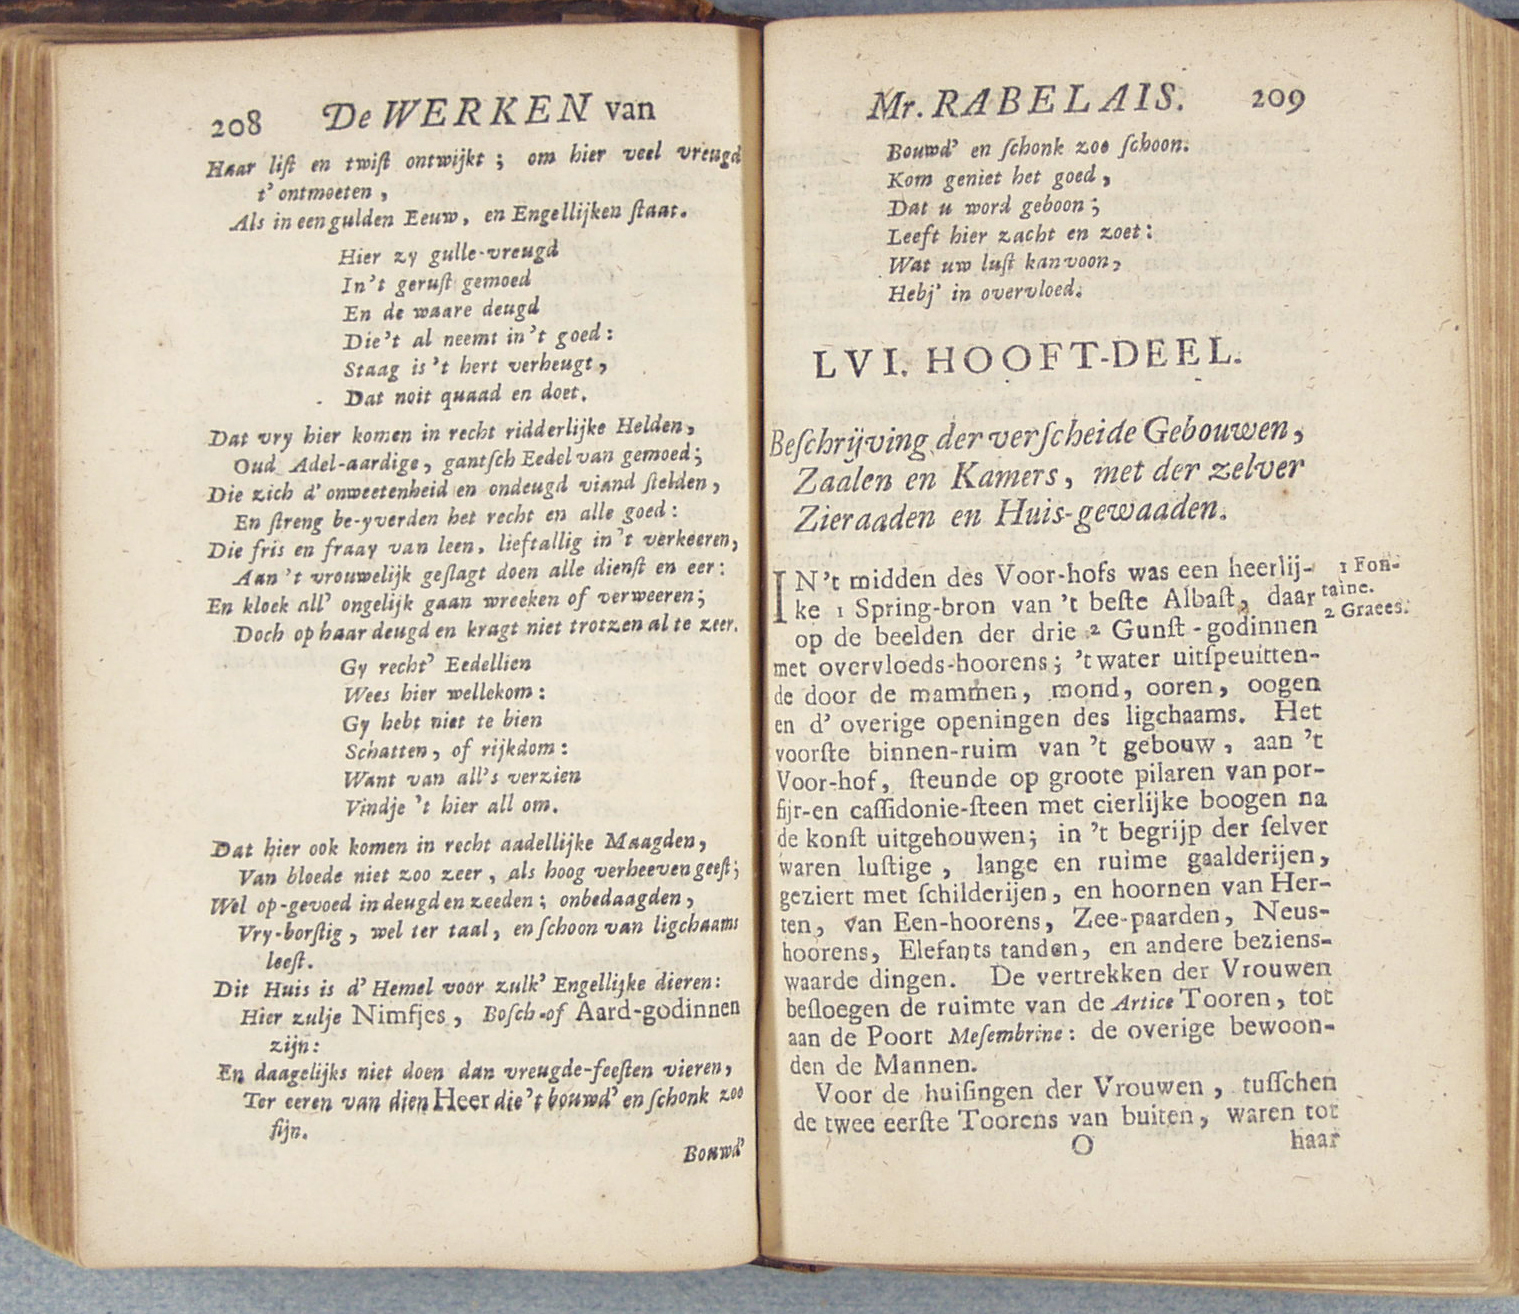 208 De WERKEN van
Haar liſt en twiſt ontwijkt ; om hier veel vreugd
t' ontmoeten ,
Als in een gulden Eeuw, en Engellijken ſtaat.
Hier zy gulle-vreugd
In't geruſt gemoed
En de waare deugd
Die't al neemt in't goed :
Staag is 't hert verheugt ,
Dat noit quaad en doet.
Dat vry hier komen in recht ridderlijke Helden ,
Oud Adel-aardige , gantſch Eedel van gemoed ;
Die zich d' onweetenheid en ondeugd viand ſtelden ,
En ſtreng be-yverden het recht en alle goed :
Die fris en fraay van leen, lieftallig in't verkeeren,
Aan 't vrouwelijk geſlagt doen alle dienſt en eer :
En kloek all' ongelijk gaan wreeken of verweeren ;
Doch op haar deugd en kragt niet trotzen al te zeer.
Gy recht' Eedellien
Wees hier wellekom :
Gy hebt niet te bien
Schatten , of rijkdom :
Want van all's verzien
Vindje 't hier all om.
Dat hier ook komen in recht aadellijke Maagden ,
Van bloede niet zoo zeer , als hoog verheeven geeſt ;
Wel op-gevoed in deugd en zeeden ; onbedaagden ,
Vry-borſtig , wel ter taal , en ſchoon van ligchaams
leeſt.
Dit Huis is d' Hemel voor zulk' Engellijke dieren :
Hier zulje Nimfjes , Boſch-of Aard-godinnen
zijn :
En daagelijks niet doen dan vreugde-feeſten vieren ,
Ter eeren van dien Heer die 't bouwd' en ſchonk zoo
fijn.
Bouwd'
Mr. RABELAIS. 209
Bouwd' en ſchonk zoo ſchoon.
Kom geniet het goed ,
Dat u word geboon ;
Leeft hier zacht en zoet :
Wat uw luſt kan voon ,
Hebj' in overvloed.
LVI. HOOFT-DEEL.
Beſchrijving der verſcheide Gebouwen ,
Zaalen en Kamers , met der zelver
Zieraaden en Huis-gewaaden.
IN't midden des Voor-hofs was een heerlij-
ke 1 Spring-bron van 't beſte Albaſt, daar
op de beelden der drie 2 Gunſt-godinnen
met overvloeds-hoorens ; 't water uitſpeuitten-
de door de mammen , mond , ooren , oogen
en d' overige openingen des ligchaams. Het
voorſte binnen-ruim van 't gebouw , aan 't
Voor-hof, ſteunde op groote pilaren van por-
fijr-en caſſidonie-ſteen met cierlijke boogen na
de konſt uitgehouwen ; in 't begrijp der ſelver
waren luſtige , lange en ruime gaalderijen ,
geziert met ſchilderijen , en hoornen van Her-
ten , van Een-hoorens, Zee-paarden , Neus-
hoorens, Elefants tanden , en andere beziens-
waarde dingen. De vertrekken der Vrouwen
beſloegen de ruimte van de Artice Tooren , tot
aan de Poort Meſembrine : de overige bewoon-
den de Mannen.
Voor de huiſingen der Vrouwen , tuſſchen
de twee eerſte Toorens van buiten , waren tot
O haar
1 Fon-
taine.
2 Graces.